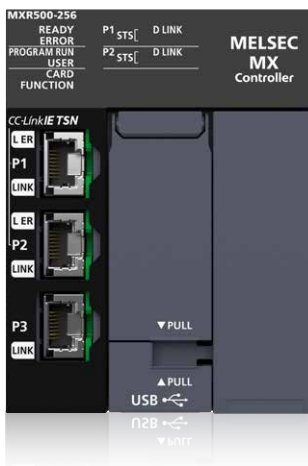 MXR500-256
READY
ERROR
PROGRAM RUN
USER
CARD
FUNCTION
P1 STS[ D LINK
P2 STS[ D LINK
MELSEC
MX
Controller
CC-Link IE TSN
L ER
P1
LINK
L ER
P2
LINK
P3
LINK
▼PULL
▲PULL
USB